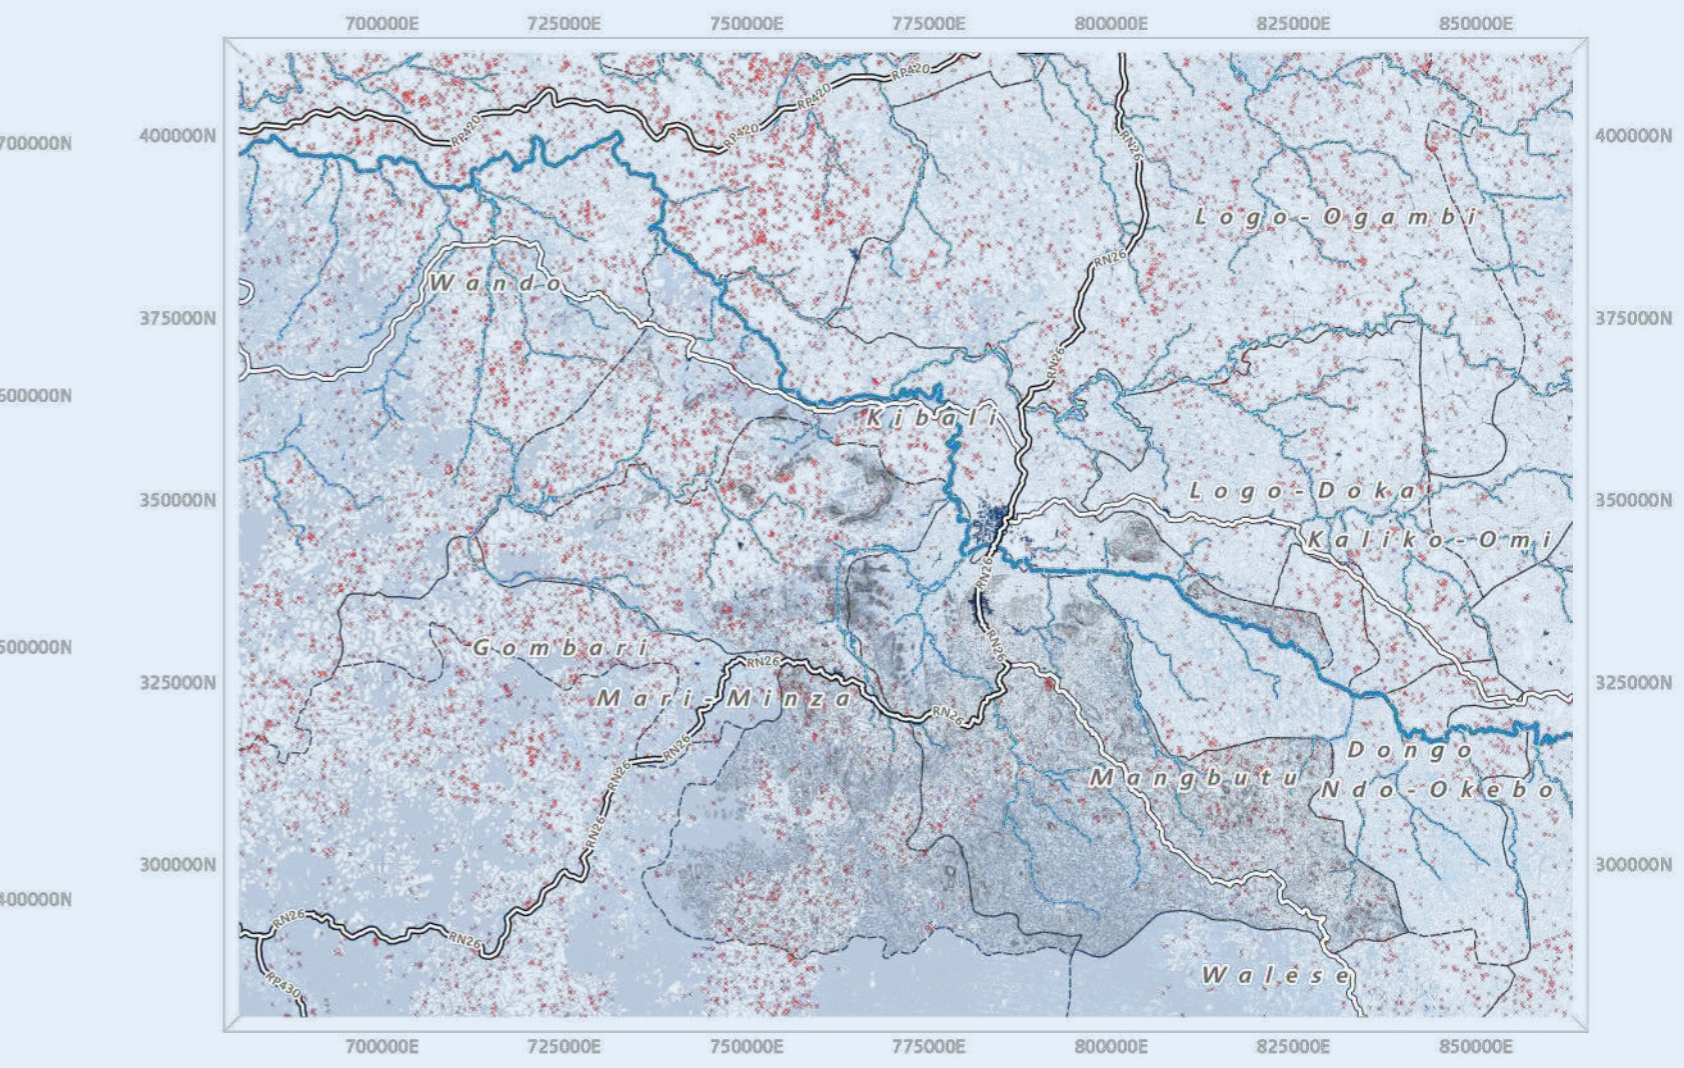 700000E 725000E 750000E 775000E 800000E 825000E 850000E
RP420
RP420
400000N 400000N
700000N
RP420 RP420 RN26
Logo-Ogambi
RN26
Wando
375000N 375000N
RN26
600000N
Kibali
350000N Logo-Doka 350000N
Kaliko-Omi
RN26
500000N Gombari RN26
RN26
325000N 325000N
Mari-Minza
RN26
RN26 Dongo
RN26 Mangbutu
Ndo-Okebo
RN26
300000N 300000N
400000N
RN26
RN26
Walese
RP430
700000E 725000E 750000E 775000E 800000E 825000E 850000E